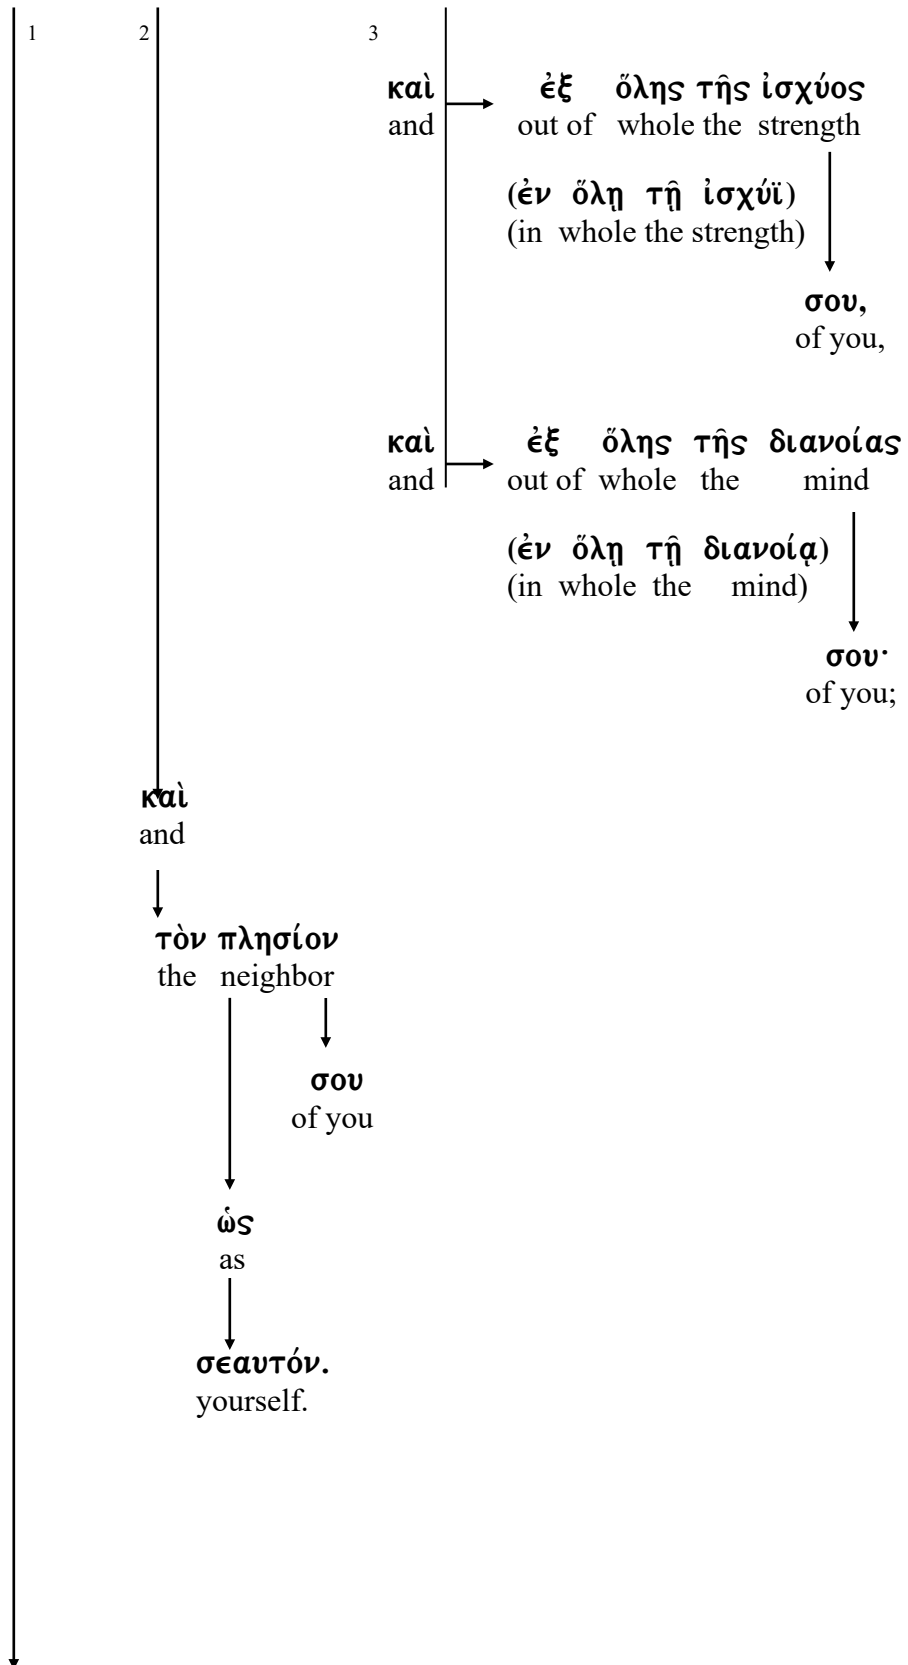 1 2 3
καὶ ἐξ ὅλης τῆς ἰσχύος
and out of whole the strength
(ἐν ὅλῃ τῇ ἰσχύϊ)
(in whole the strength)
σου,
of you,
καὶ ἐξ ὅλης τῆς διανοίας
and out of whole the mind
(ἐν ὅλῃ τῇ διανοίᾳ)
(in whole the mind)
σου·
of you;
καὶ
and
τὸν πλησίον
the neighbor
σου
of you
ὡς
as
σεαυτόν.
yourself.